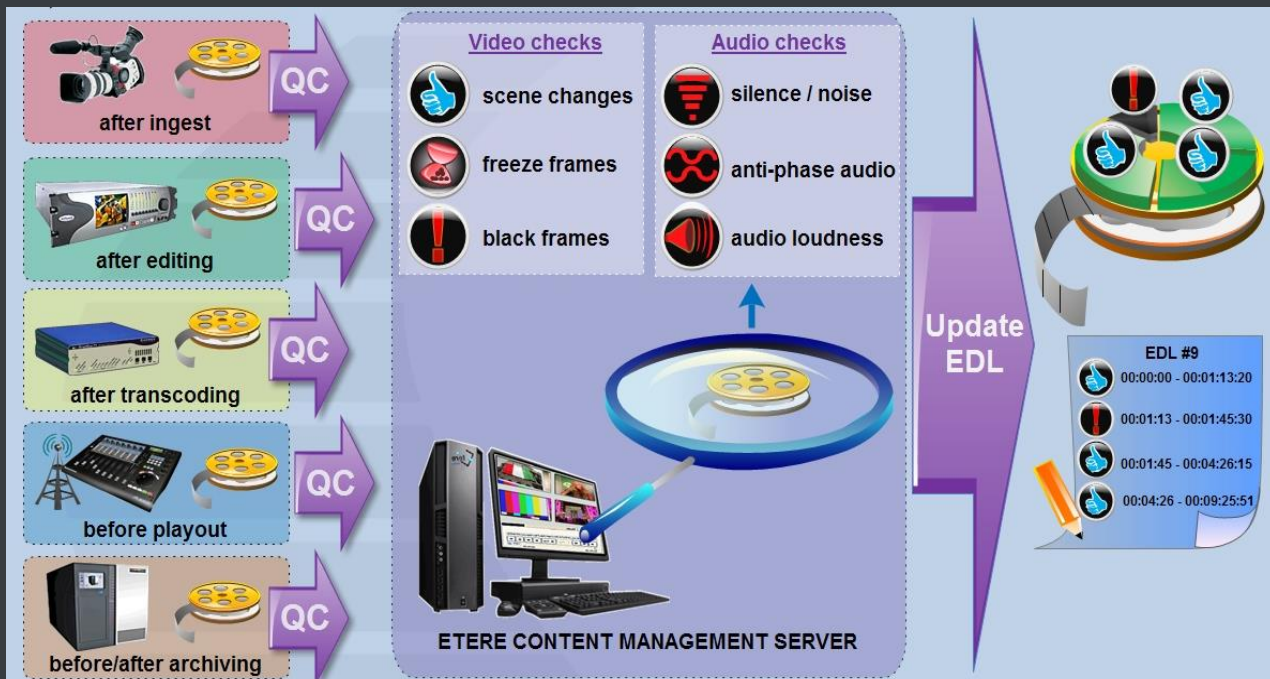 QC
after ingest
QC
after editing
QC
after transcoding
QC
before playout
QC
before/after archiving
Video checks
scene changes
freeze frames
black frames
Audio checks
silence / noise
anti-phase audio
audio loudness
ETERE CONTENT MANAGEMENT SERVER
Update
EDL
EDL #9
00:00:00 - 00:01:13:20
00:01:13 - 00:01:45:30
00:01:45 - 00:04:26:15
00:04:26 - 00:09:25:51